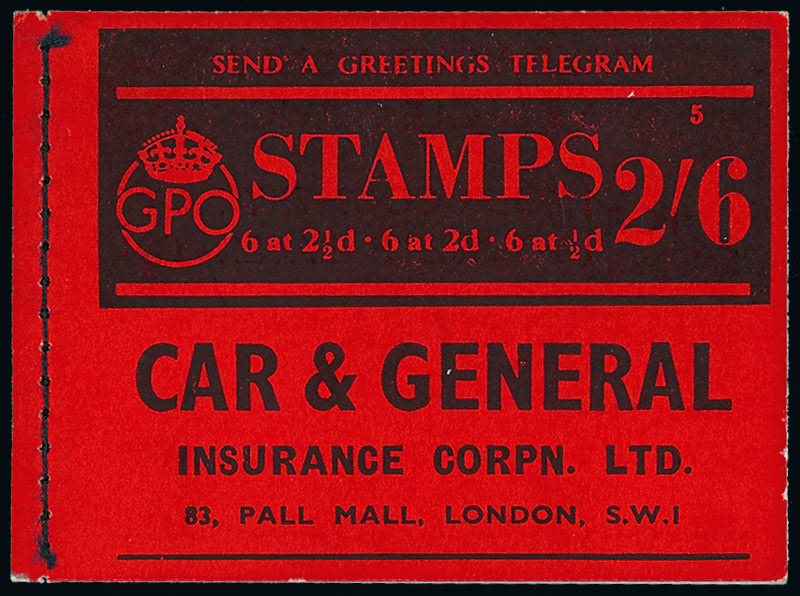 SEND A GREETINGS TELEGRAM
5
GPO
STAMPS 2/6
6 at 2½d · 6 at 2d · 6 at ½d
CAR & GENERAL
INSURANCE CORPN. LTD.
83, PALL MALL, LONDON, S.W.1